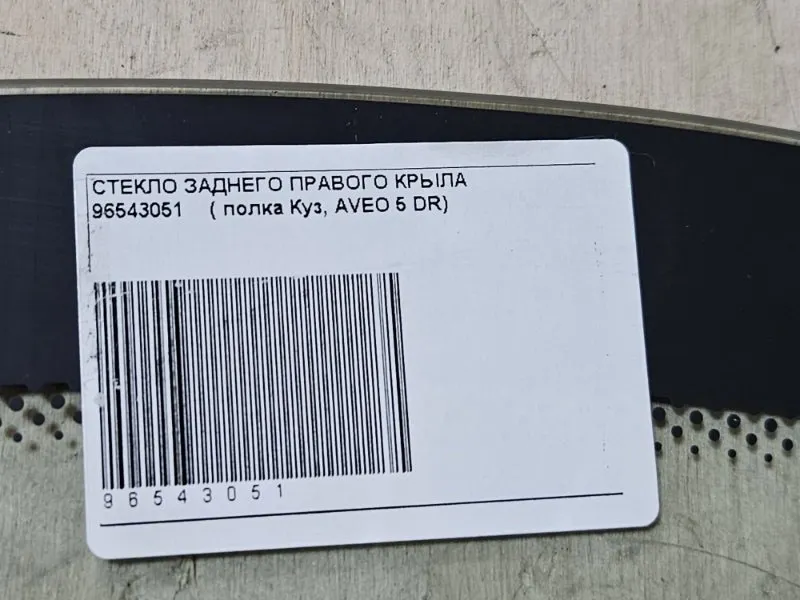 СТЕКЛО ЗАДНЕГО ПРАВОГО КРЫЛА
96543051 ( полка Куз, AVEO 5 DR)
96543051